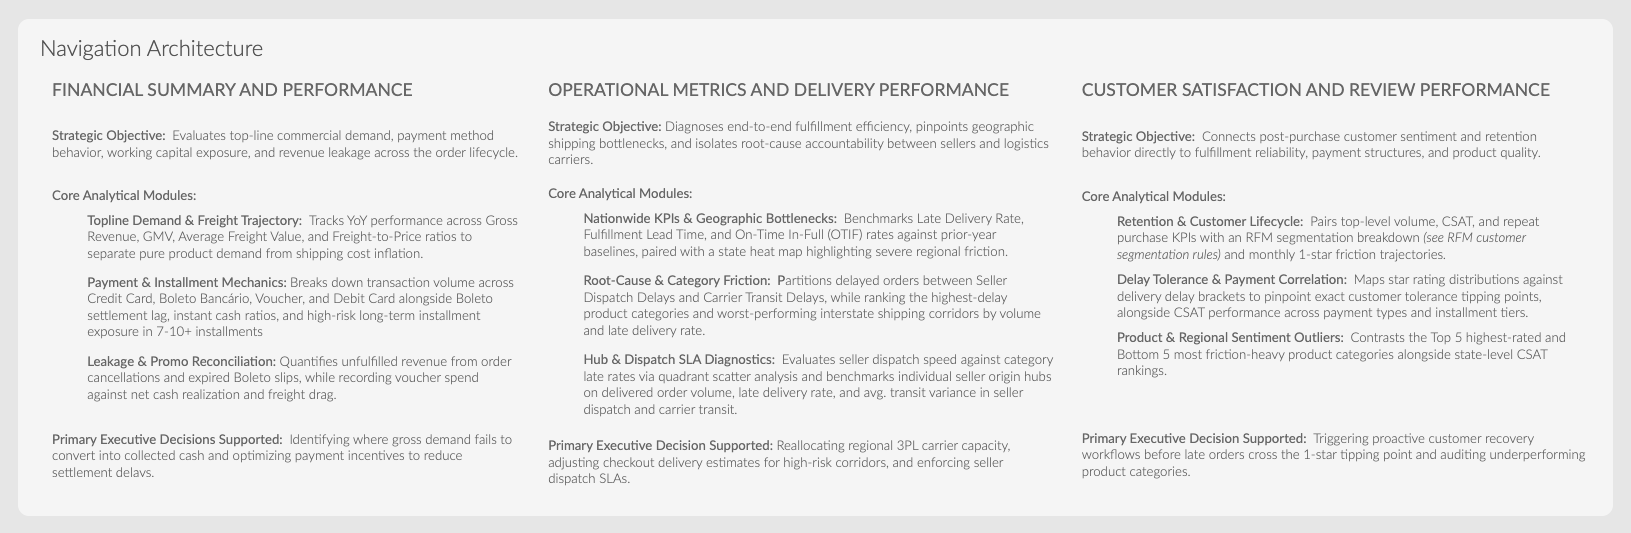 Navigation Architecture
FINANCIAL SUMMARY AND PERFORMANCE
Strategic Objective: Evaluates top-line commercial demand, payment method
behavior, working capital exposure, and revenue leakage across the order lifecycle.
Core Analytical Modules:
Topline Demand & Freight Trajectory: Tracks YoY performance across Gross
Revenue, GMV, Average Freight Value, and Freight-to-Price ratios to
separate pure product demand from shipping cost inflation.
Payment & Installment Mechanics: Breaks down transaction volume across
Credit Card, Boleto Bancário, Voucher, and Debit Card alongside Boleto
settlement lag, instant cash ratios, and high-risk long-term installment
exposure in 7-10+ installments
Leakage & Promo Reconciliation: Quantifies unfulfilled revenue from order
cancellations and expired Boleto slips, while recording voucher spend
against net cash realization and freight drag.
Primary Executive Decisions Supported: Identifying where gross demand fails to
convert into collected cash and optimizing payment incentives to reduce
settlement delays.
OPERATIONAL METRICS AND DELIVERY PERFORMANCE
Strategic Objective: Diagnoses end-to-end fulfillment efficiency, pinpoints geographic
shipping bottlenecks, and isolates root-cause accountability between sellers and logistics
carriers.
Core Analytical Modules:
Nationwide KPIs & Geographic Bottlenecks: Benchmarks Late Delivery Rate,
Fulfillment Lead Time, and On-Time In-Full (OTIF) rates against prior-year
baselines, paired with a state heat map highlighting severe regional friction.
Root-Cause & Category Friction: Partitions delayed orders between Seller
Dispatch Delays and Carrier Transit Delays, while ranking the highest-delay
product categories and worst-performing interstate shipping corridors by volume
and late delivery rate.
Hub & Dispatch SLA Diagnostics: Evaluates seller dispatch speed against category
late rates via quadrant scatter analysis and benchmarks individual seller origin hubs
on delivered order volume, late delivery rate, and avg. transit variance in seller
dispatch and carrier transit.
Primary Executive Decision Supported: Reallocating regional 3PL carrier capacity,
adjusting checkout delivery estimates for high-risk corridors, and enforcing seller
dispatch SLAs.
CUSTOMER SATISFACTION AND REVIEW PERFORMANCE
Strategic Objective: Connects post-purchase customer sentiment and retention
behavior directly to fulfillment reliability, payment structures, and product quality.
Core Analytical Modules:
Retention & Customer Lifecycle: Pairs top-level volume, CSAT, and repeat
purchase KPIs with an RFM segmentation breakdown (see RFM customer
segmentation rules) and monthly 1-star friction trajectories.
Delay Tolerance & Payment Correlation: Maps star rating distributions against
delivery delay brackets to pinpoint exact customer tolerance tipping points,
alongside CSAT performance across payment types and installment tiers.
Product & Regional Sentiment Outliers: Contrasts the Top 5 highest-rated and
Bottom 5 most friction-heavy product categories alongside state-level CSAT
rankings.
Primary Executive Decision Supported: Triggering proactive customer recovery
workflows before late orders cross the 1-star tipping point and auditing underperforming
product categories.